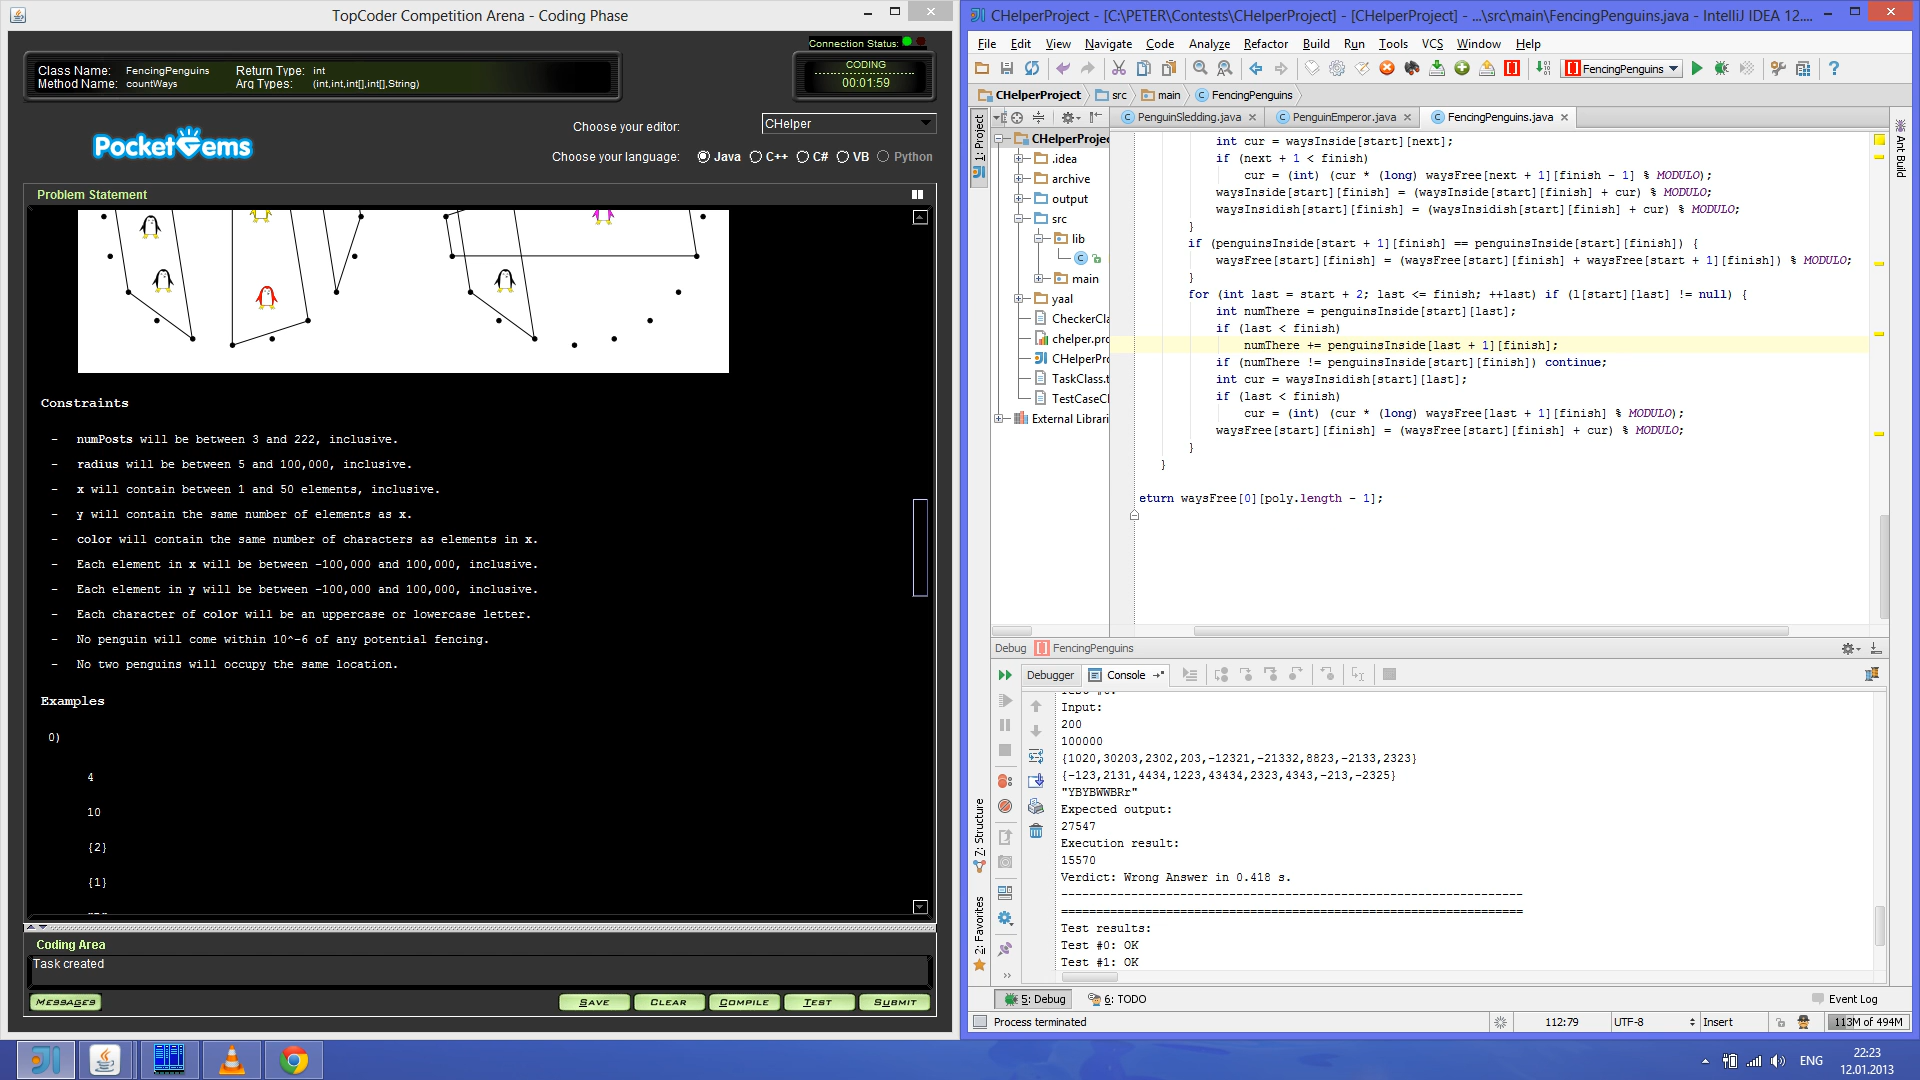 TopCoder Competition Arena - Coding Phase
Connection Status:
Class Name: FencingPenguins Return Type: int
Method Name: countWays Arg Types: (int,int,int[],int[],String)
CODING
00:01:59
PocketGems
Choose your editor: CHelper
Choose your language: Java C++ C# VB Python
Problem Statement
Constraints
- numPosts will be between 3 and 222, inclusive.
- radius will be between 5 and 100,000, inclusive.
- x will contain between 1 and 50 elements, inclusive.
- y will contain the same number of elements as x.
- color will contain the same number of characters as elements in x.
- Each element in x will be between -100,000 and 100,000, inclusive.
- Each element in y will be between -100,000 and 100,000, inclusive.
- Each character of color will be an uppercase or lowercase letter.
- No penguin will come within 10^-6 of any potential fencing.
- No two penguins will occupy the same location.
Examples
0)
4
10
{2}
{1}
Coding Area
Task created
MESSAGES SAVE CLEAR COMPILE TEST SUBMIT
CHelperProject - [C:\PETER\Contests\CHelperProject] - [CHelperProject] - ...\src\main\FencingPenguins.java - IntelliJ IDEA 12....
File Edit View Navigate Code Analyze Refactor Build Run Tools VCS Window Help
FencingPenguins
CHelperProject src main FencingPenguins
1: Project
PenguinSledding.java PenguinEmperor.java FencingPenguins.java
Ant Build
CHelperProjec
.idea
archive
output
src
lib
main
yaal
CheckerCla
chelper.pro
CHelperPro
TaskClass.t
TestCaseCl
External Librari
int cur = waysInside[start][next];
if (next + 1 < finish)
cur = (int) (cur * (long) waysFree[next + 1][finish - 1] % MODULO);
waysInside[start][finish] = (waysInside[start][finish] + cur) % MODULO;
waysInsidish[start][finish] = (waysInsidish[start][finish] + cur) % MODULO;
}
if (penguinsInside[start + 1][finish] == penguinsInside[start][finish]) {
waysFree[start][finish] = (waysFree[start][finish] + waysFree[start + 1][finish]) % MODULO;
}
for (int last = start + 2; last <= finish; ++last) if (l[start][last] != null) {
int numThere = penguinsInside[start][last];
if (last < finish)
numThere += penguinsInside[last + 1][finish];
if (numThere != penguinsInside[start][finish]) continue;
int cur = waysInsidish[start][last];
if (last < finish)
cur = (int) (cur * (long) waysFree[last + 1][finish] % MODULO);
waysFree[start][finish] = (waysFree[start][finish] + cur) % MODULO;
}
}
eturn waysFree[0][poly.length - 1];
Debug FencingPenguins
Debugger Console
Input:
200
100000
{1020,30203,2302,203,-12321,-21332,8823,-2133,2323}
{-123,2131,4434,1223,43434,2323,4343,-213,-2325}
"YBYBWWBRr"
Expected output:
27547
Execution result:
15570
Verdict: Wrong Answer in 0.418 s.
------------------------------------------------------------------
==================================================================
Test results:
Test #0: OK
Test #1: OK
7: Structure
2: Favorites
5: Debug 6: TODO Event Log
Process terminated 112:79 UTF-8 Insert 113M of 494M
ENG 22:23
12.01.2013